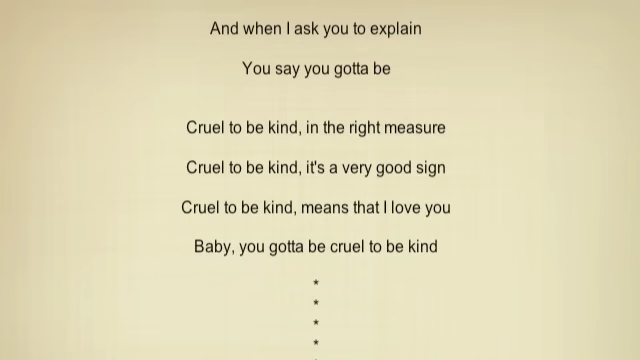 And when I ask you to explain
You say you gotta be
Cruel to be kind, in the right measure
Cruel to be kind, it's a very good sign
Cruel to be kind, means that I love you
Baby, you gotta be cruel to be kind
*
*
*
*